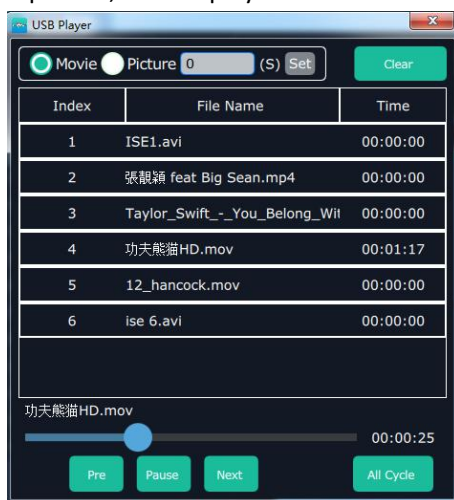 USB Player
Movie Picture 0 (S) Set Clear
Index File Name Time
1 ISE1.avi 00:00:00
2 張靚穎 feat Big Sean.mp4 00:00:00
3 Taylor_Swift_-_You_Belong_Wit 00:00:00
4 功夫熊猫HD.mov 00:01:17
5 12_hancock.mov 00:00:00
6 ise 6.avi 00:00:00
功夫熊猫HD.mov
00:00:25
Pre Pause Next All Cycle